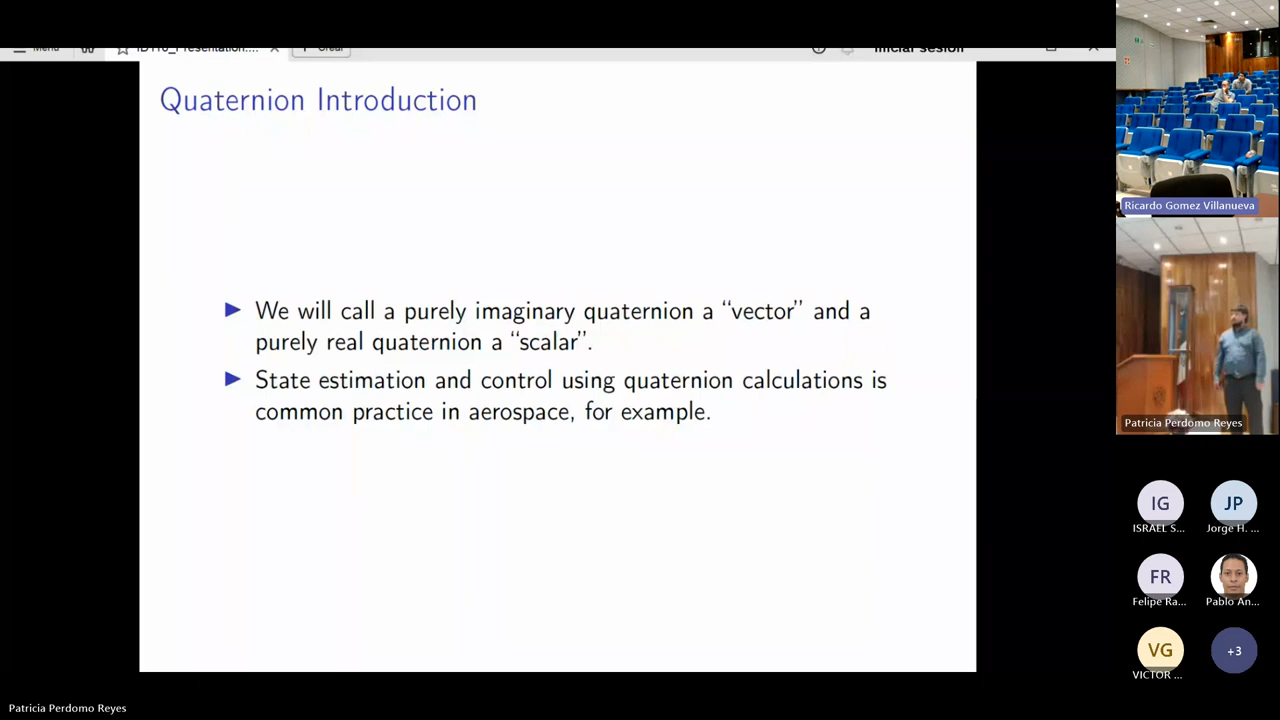 Iniciar sesión
Quaternion Introduction
▶ We will call a purely imaginary quaternion a “vector” and a
purely real quaternion a “scalar”.
▶ State estimation and control using quaternion calculations is
common practice in aerospace, for example.
Ricardo Gomez Villanueva
Patricia Perdomo Reyes
IG
ISRAEL S...
JP
Jorge H. ...
FR
Felipe Ra...
Pablo An...
VG
VICTOR ...
+3
Patricia Perdomo Reyes